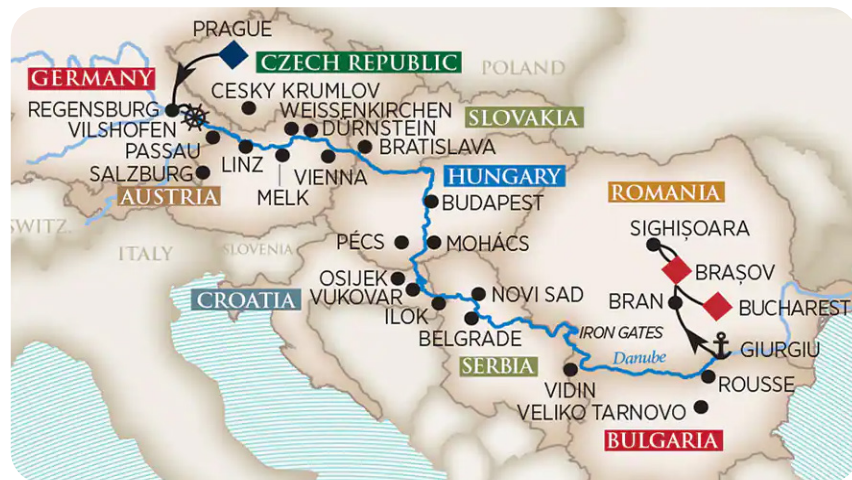 PRAGUE
CZECH REPUBLIC
POLAND
GERMANY
CESKY KRUMLOV
REGENSBURG
WEISSENKIRCHEN
SLOVAKIA
VILSHOFEN
DÜRNSTEIN
PASSAU
BRATISLAVA
LINZ
SALZBURG
VIENNA
HUNGARY
MELK
AUSTRIA
ROMANIA
BUDAPEST
SWITZ.
SIGHIȘOARA
PÉCS
MOHÁCS
ITALY
SLOVENIA
BRAȘOV
OSIJEK
NOVI SAD
CROATIA
VUKOVAR
BRAN
BUCHAREST
ILOK
IRON GATES
BELGRADE
GIURGIU
Danube
SERBIA
VIDIN
ROUSSE
VELIKO TARNOVO
BULGARIA